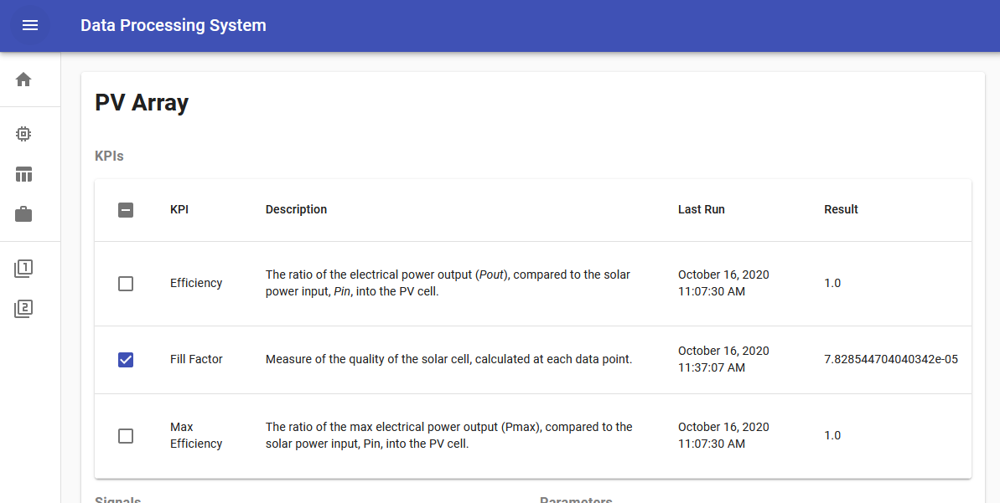 Data Processing System
PV Array
KPIs
KPI Description Last Run Result
Efficiency
The ratio of the electrical power output (Pout), compared to the solar
power input, Pin, into the PV cell.
October 16, 2020
11:07:30 AM
1.0
Fill Factor
Measure of the quality of the solar cell, calculated at each data point.
October 16, 2020
11:37:07 AM
7.828544704040342e-05
Max
Efficiency
The ratio of the max electrical power output (Pmax), compared to the
solar power input, Pin, into the PV cell.
October 16, 2020
11:07:30 AM
1.0
1
2
Signals Parameters